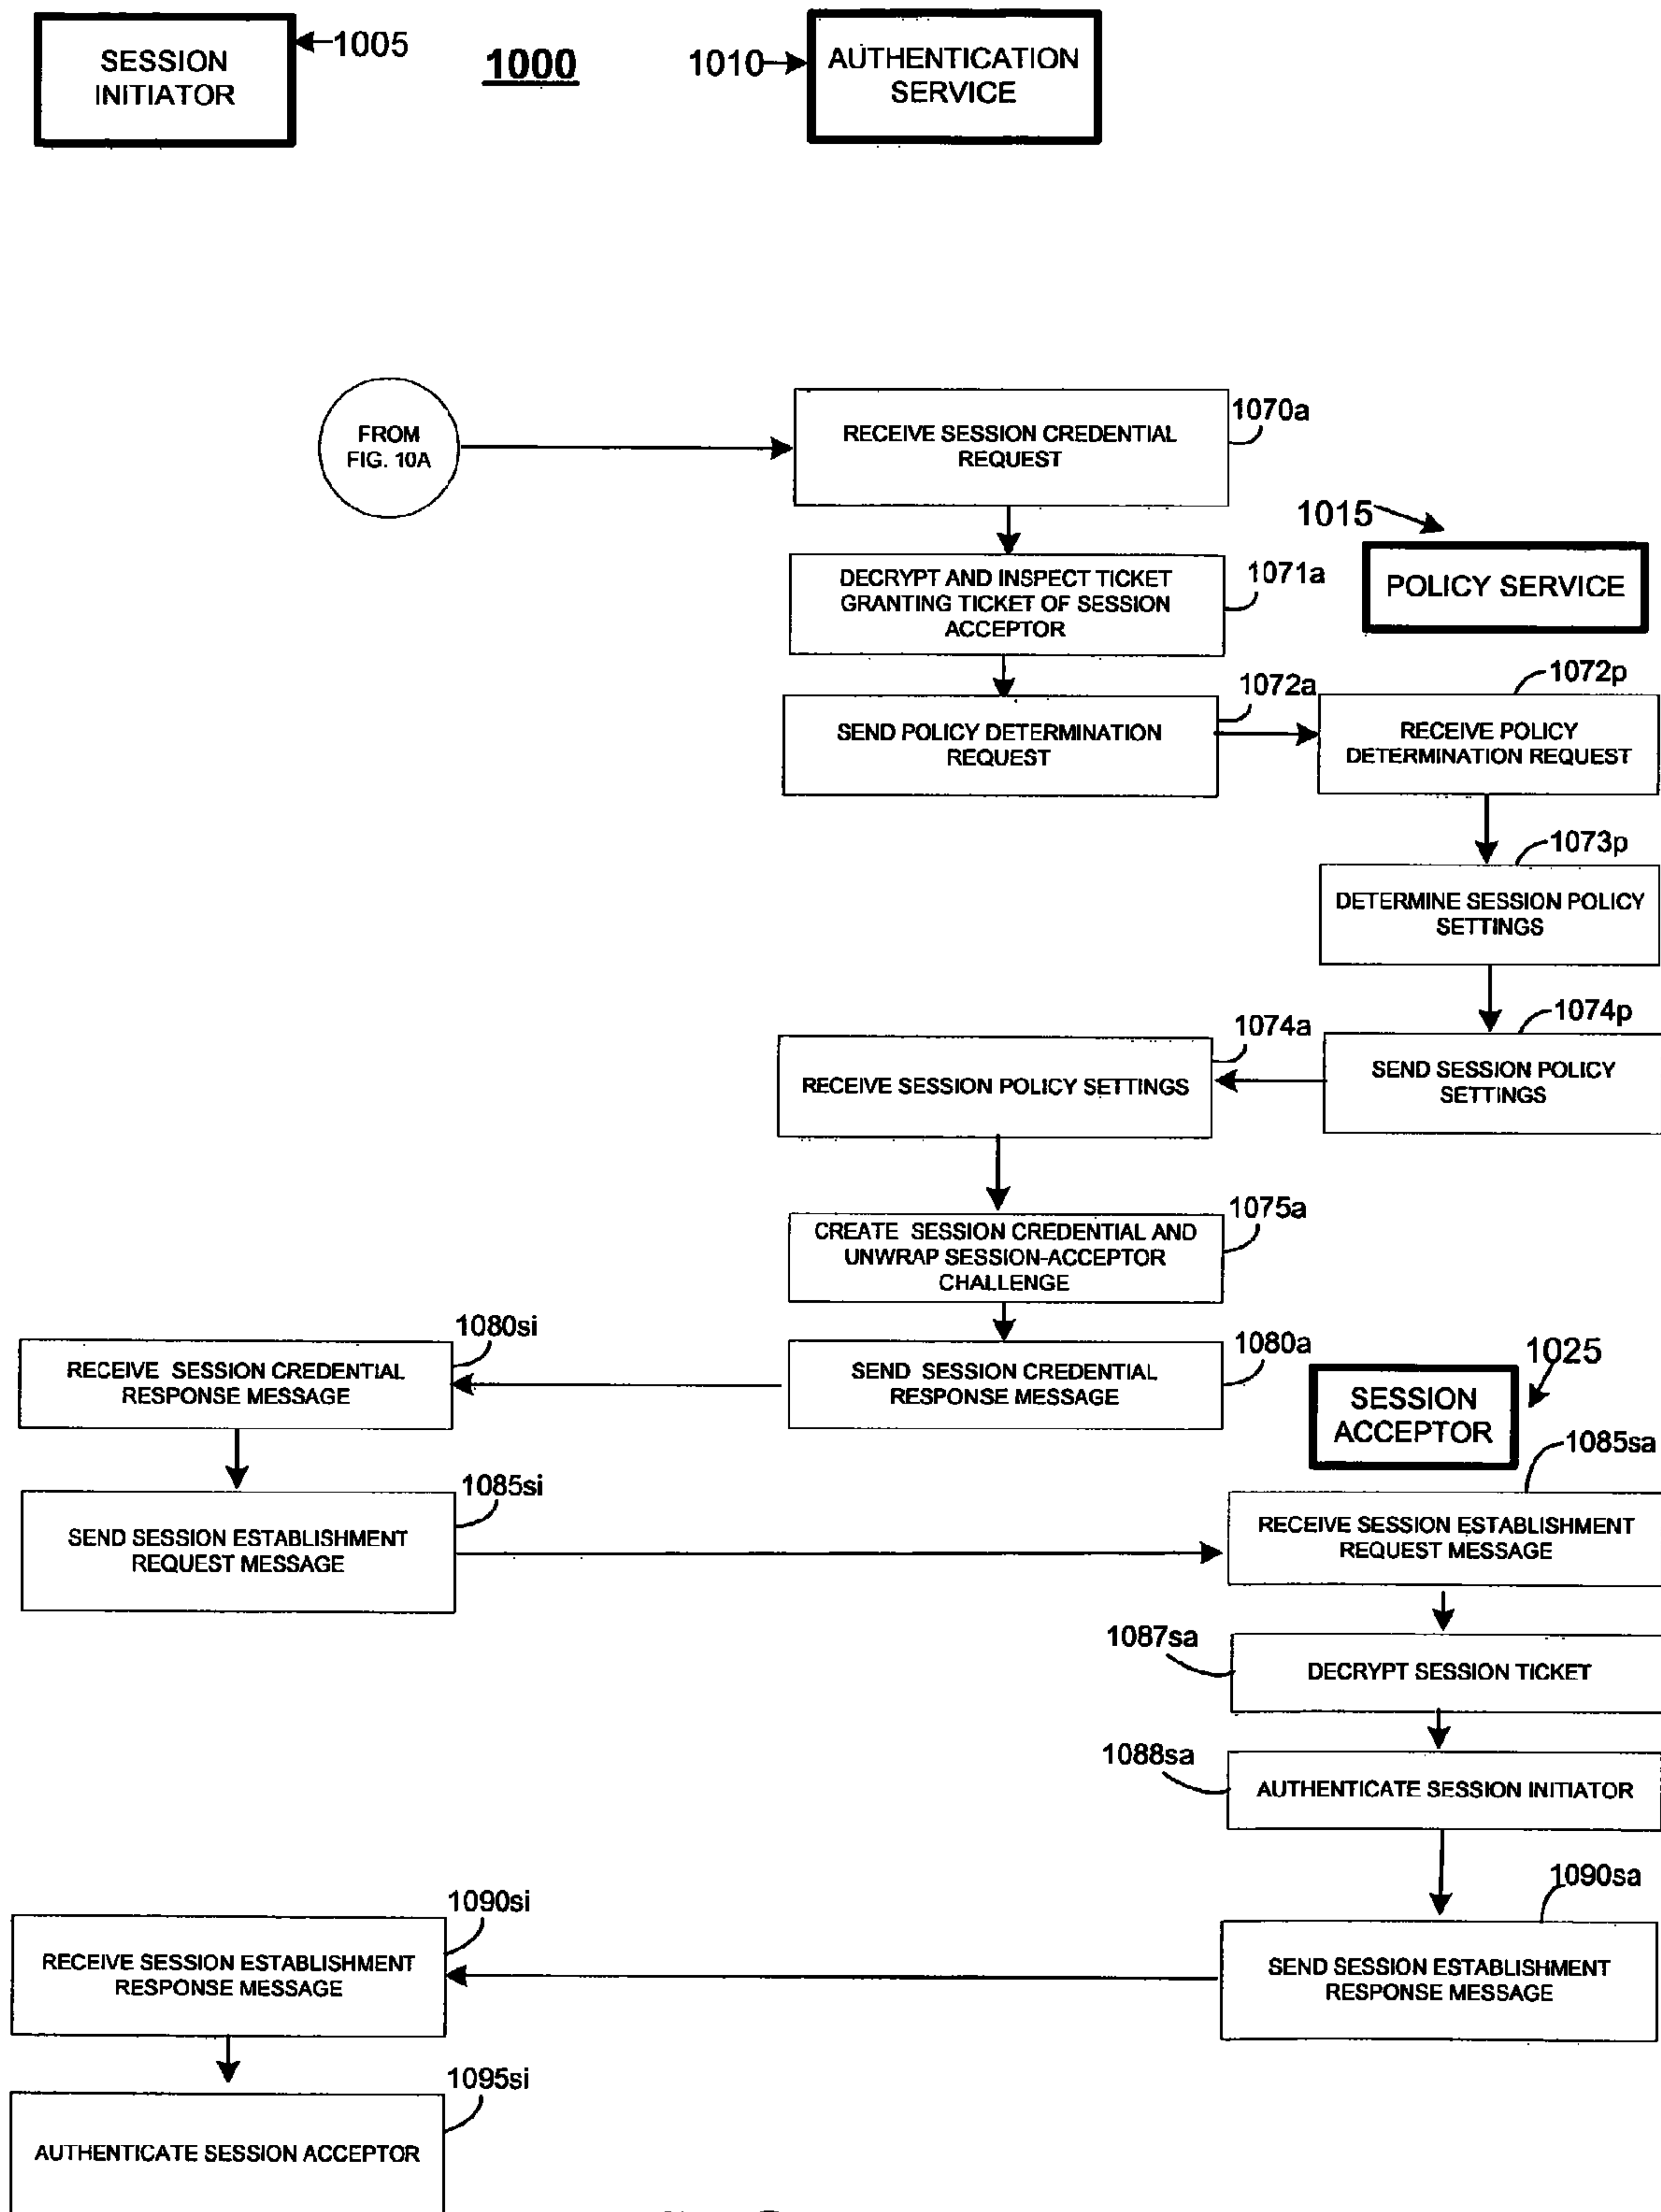 SESSION
INITIATOR
1005
1000
1010
AUTHENTICATION
SERVICE
FROM
FIG. 10A
RECEIVE SESSION CREDENTIAL
REQUEST
1070a
1015
POLICY SERVICE
DECRYPT AND INSPECT TICKET
GRANTING TICKET OF SESSION
ACCEPTOR
1071a
SEND POLICY DETERMINATION
REQUEST
1072a
1072p
RECEIVE POLICY
DETERMINATION REQUEST
1073p
DETERMINE SESSION POLICY
SETTINGS
1074p
SEND SESSION POLICY
SETTINGS
1074a
RECEIVE SESSION POLICY SETTINGS
1075a
CREATE SESSION CREDENTIAL AND
UNWRAP SESSION-ACCEPTOR
CHALLENGE
1080si
RECEIVE SESSION CREDENTIAL
RESPONSE MESSAGE
1080a
SEND SESSION CREDENTIAL
RESPONSE MESSAGE
1025
SESSION
ACCEPTOR
1085si
SEND SESSION ESTABLISHMENT
REQUEST MESSAGE
1085sa
RECEIVE SESSION ESTABLISHMENT
REQUEST MESSAGE
1087sa
DECRYPT SESSION TICKET
1088sa
AUTHENTICATE SESSION INITIATOR
1090sa
SEND SESSION ESTABLISHMENT
RESPONSE MESSAGE
1090si
RECEIVE SESSION ESTABLISHMENT
RESPONSE MESSAGE
1095si
AUTHENTICATE SESSION ACCEPTOR